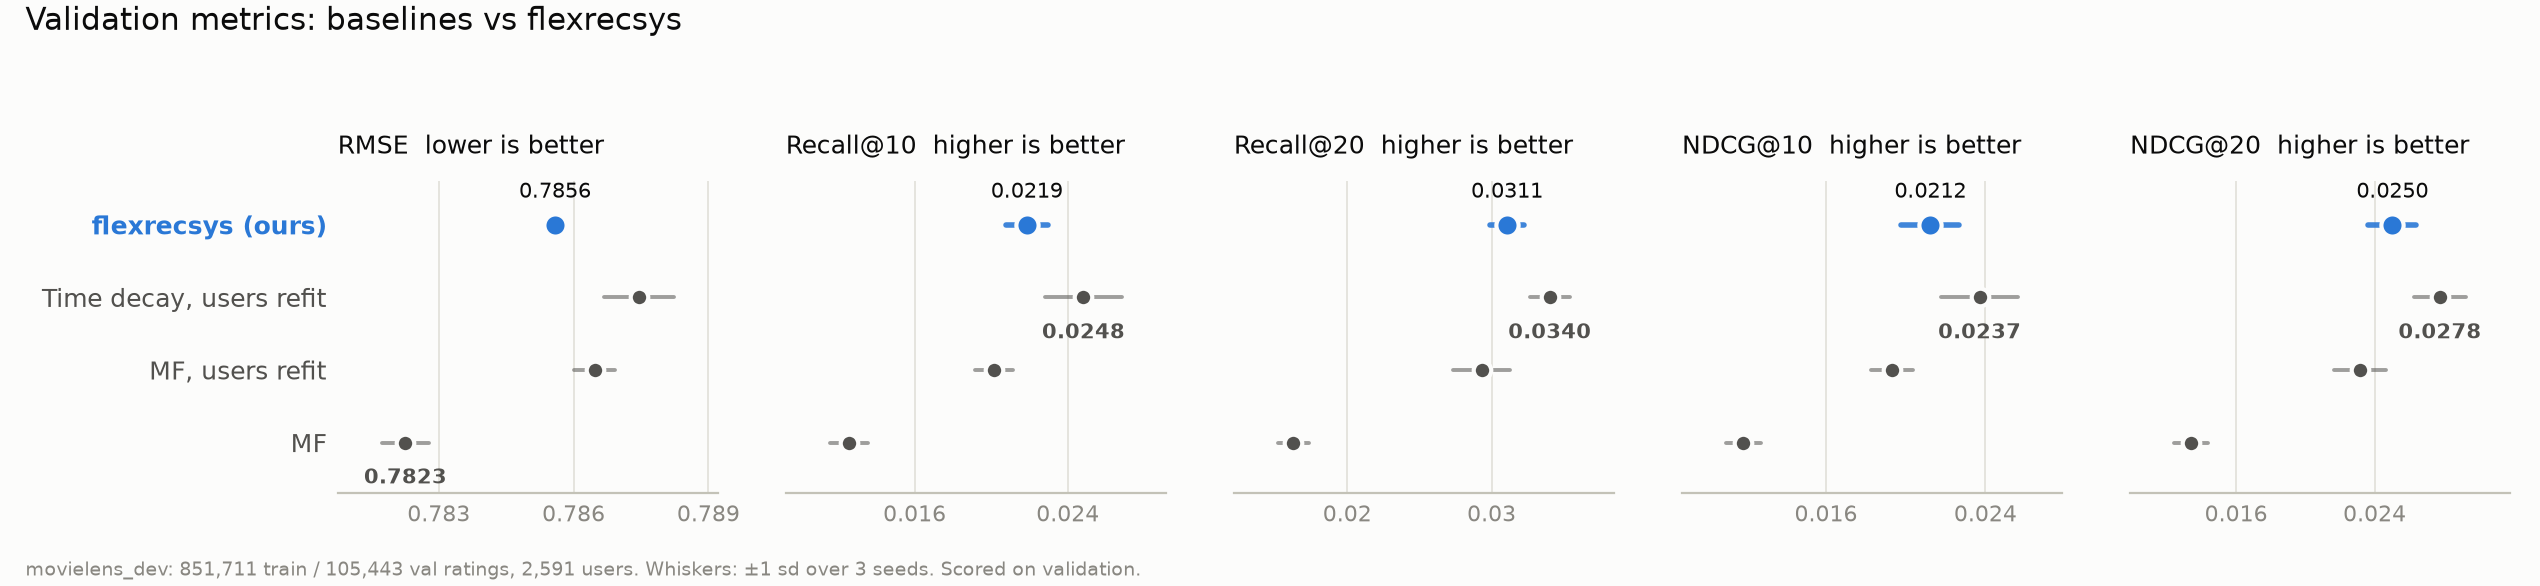 Validation metrics: baselines vs flexrecsys
RMSE  lower is better
Recall@10  higher is better
Recall@20  higher is better
NDCG@10  higher is better
NDCG@20  higher is better
0.7856
0.0219
0.0311
0.0212
0.0250
flexrecsys (ours)
Time decay, users refit
0.0248
0.0340
0.0237
0.0278
MF, users refit
MF
0.7823
0.783 0.786 0.789
0.016 0.024
0.02 0.03
0.016 0.024
0.016 0.024
movielens_dev: 851,711 train / 105,443 val ratings, 2,591 users. Whiskers: ±1 sd over 3 seeds. Scored on validation.